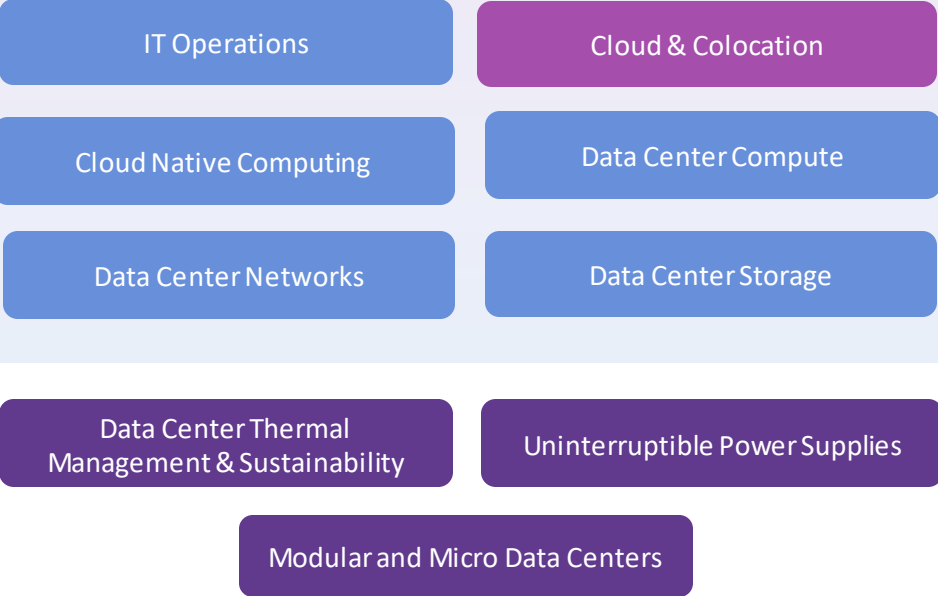 IT Operations
Cloud & Colocation
Cloud Native Computing
Data Center Compute
Data Center Networks
Data Center Storage
Data Center Thermal
Management & Sustainability
Uninterruptible Power Supplies
Modular and Micro Data Centers